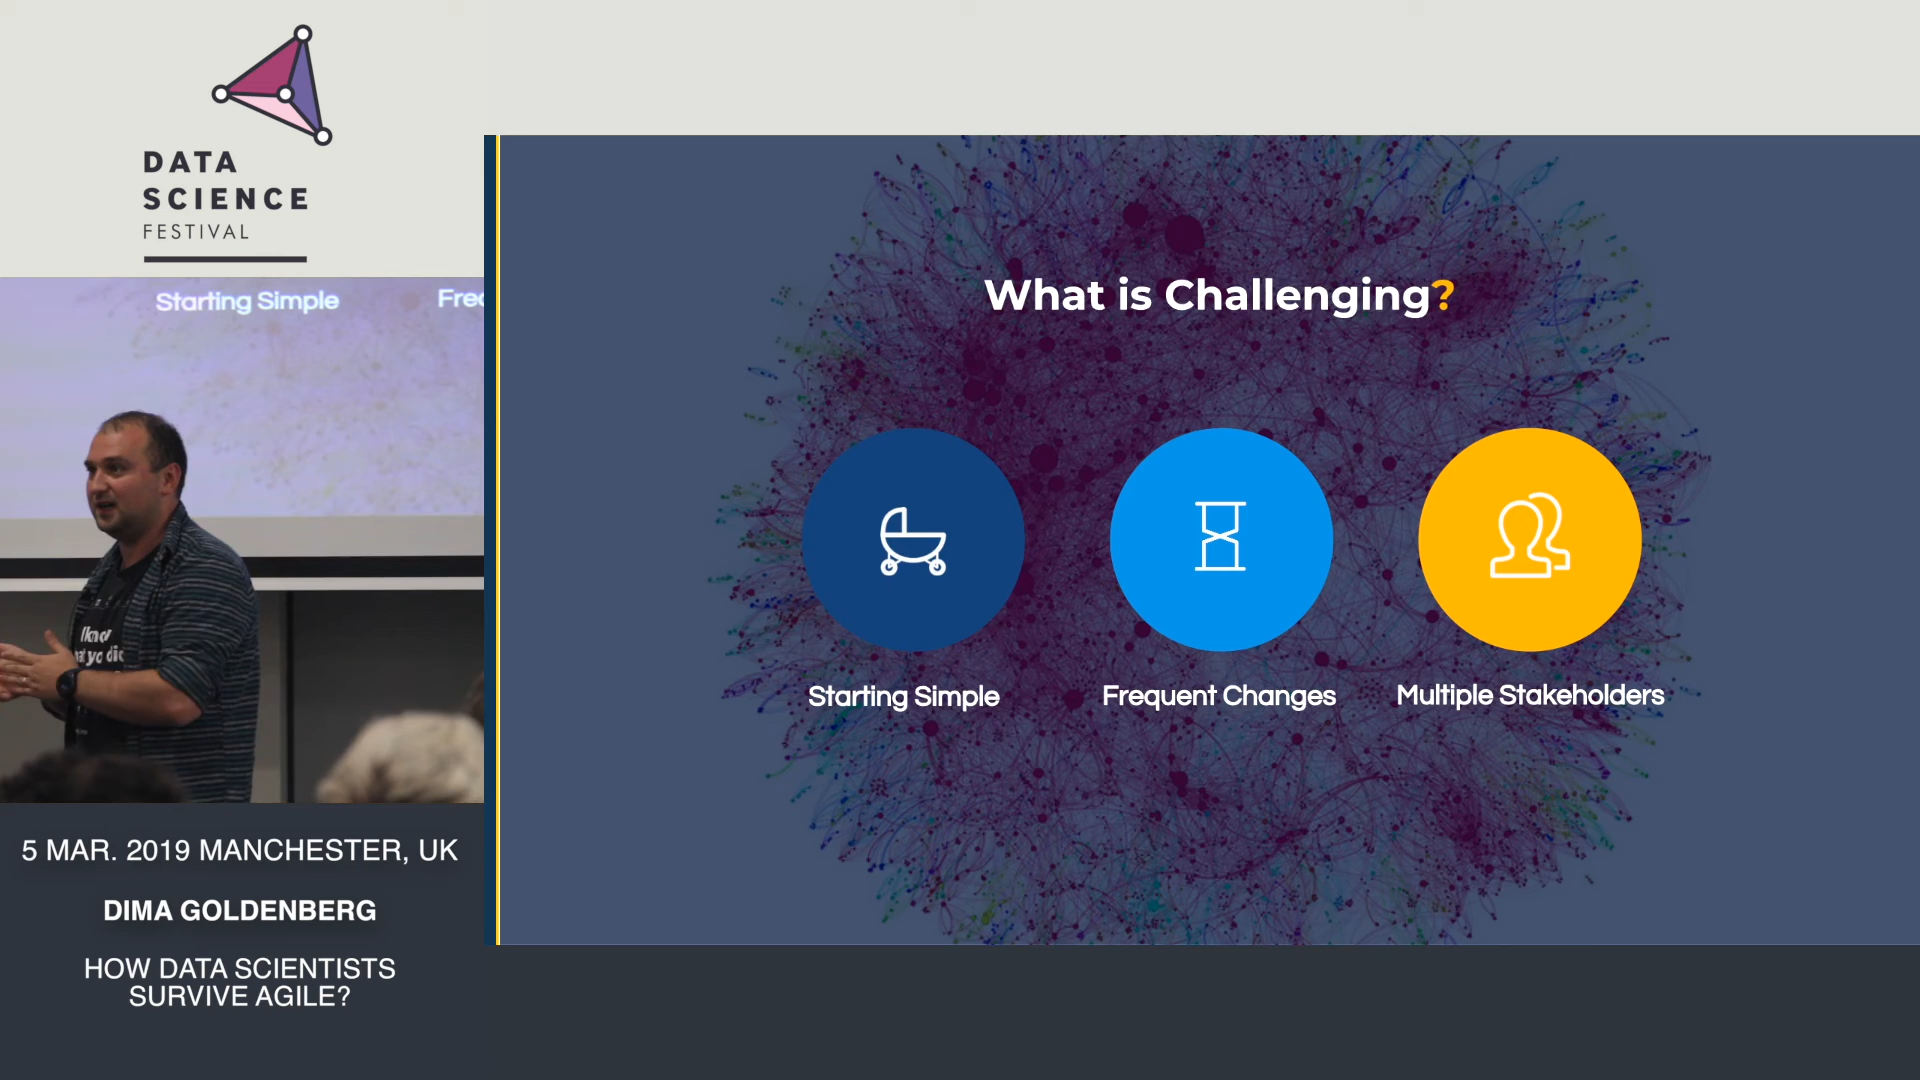 DATA
SCIENCE
FESTIVAL
Starting Simple
What is Challenging?
Starting Simple
Frequent Changes
Multiple Stakeholders
5 MAR. 2019 MANCHESTER, UK
DIMA GOLDENBERG
HOW DATA SCIENTISTS
SURVIVE AGILE?